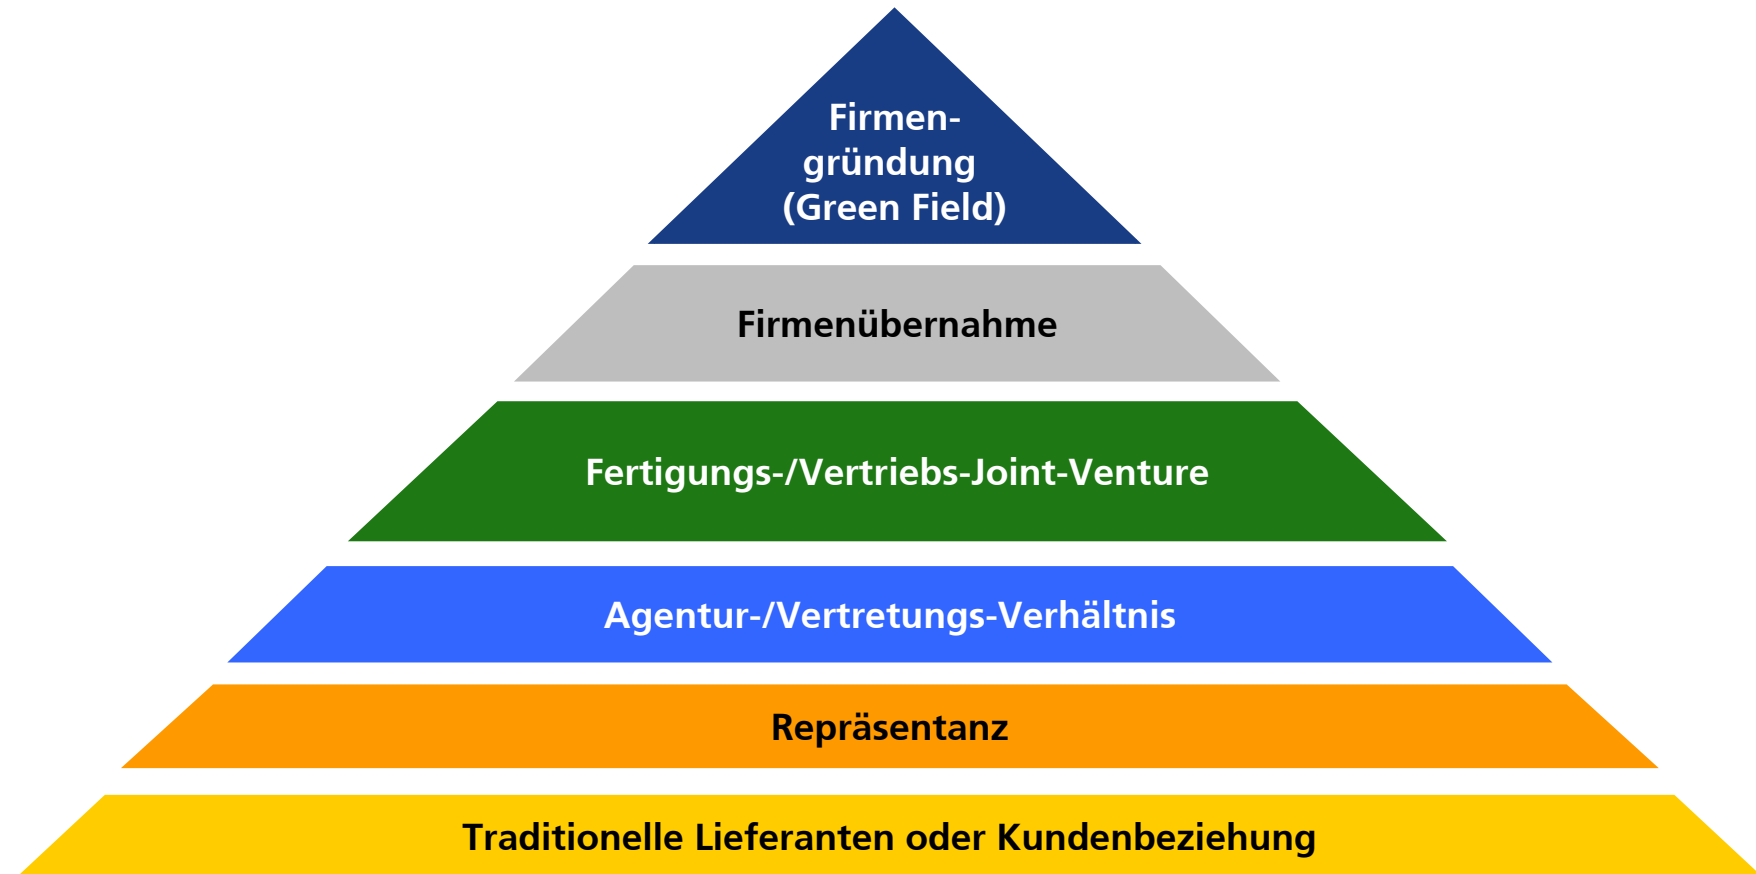 Firmen-
gründung
(Green Field)
Firmenübernahme
Fertigungs-/Vertriebs-Joint-Venture
Agentur-/Vertretungs-Verhältnis
Repräsentanz
Traditionelle Lieferanten oder Kundenbeziehung